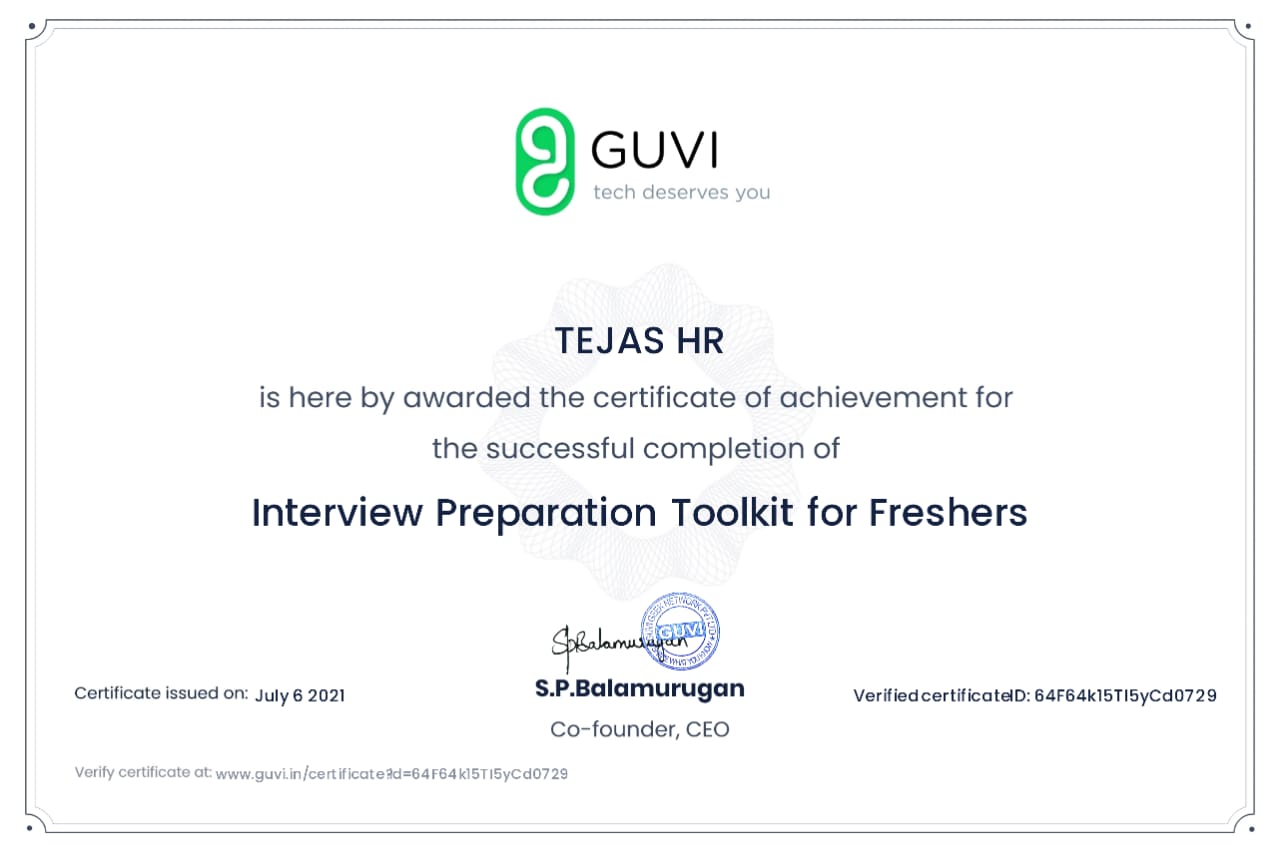 GUVI
tech deserves you
TEJAS HR
is here by awarded the certificate of achievement for
the successful completion of
Interview Preparation Toolkit for Freshers
SpBalamurugan
GUVI
S.P.Balamurugan
Co-founder, CEO
Certificate issued on: July 6 2021
Verified certificateID: 64F64k15TI5yCd0729
Verify certificate at: www.guvi.in/certificate?id=64F64k15TI5yCd0729